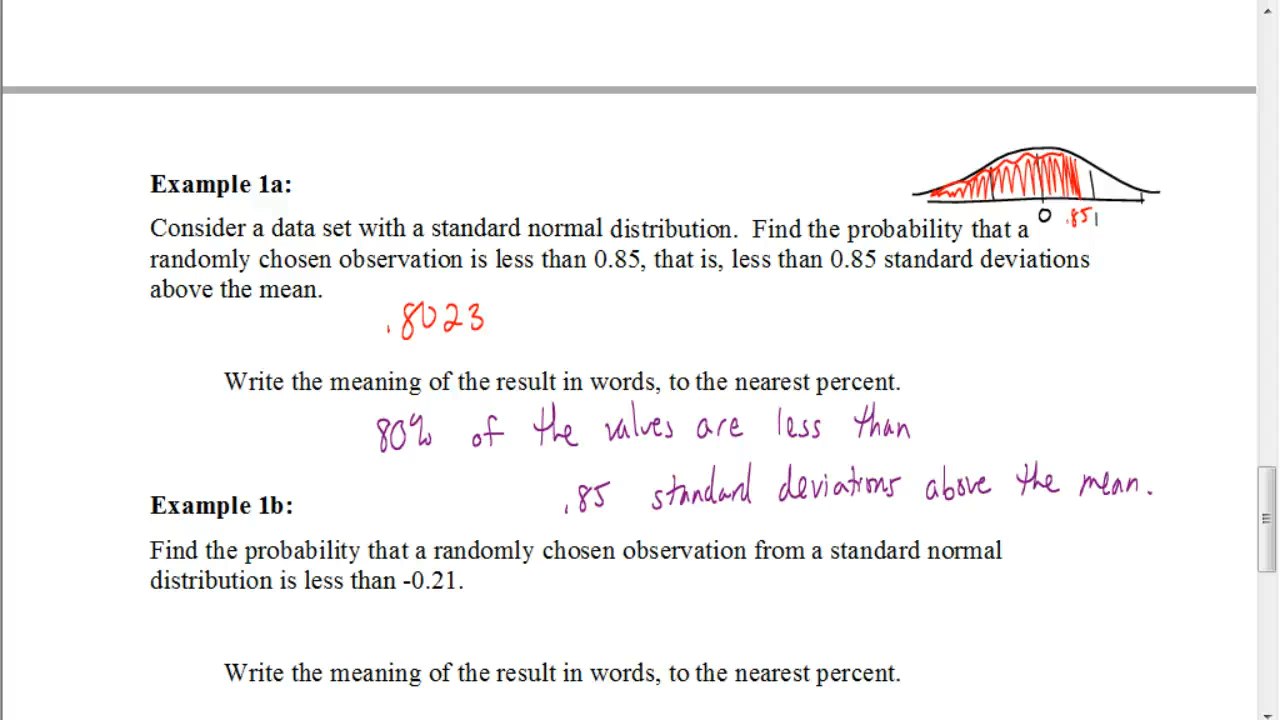 Example 1a:
0 .85 1
Consider a data set with a standard normal distribution. Find the probability that a
randomly chosen observation is less than 0.85, that is, less than 0.85 standard deviations
above the mean.
.8023
Write the meaning of the result in words, to the nearest percent.
80% of the values are less than
.85 standard deviations above the mean.
Example 1b:
Find the probability that a randomly chosen observation from a standard normal
distribution is less than -0.21.
Write the meaning of the result in words, to the nearest percent.